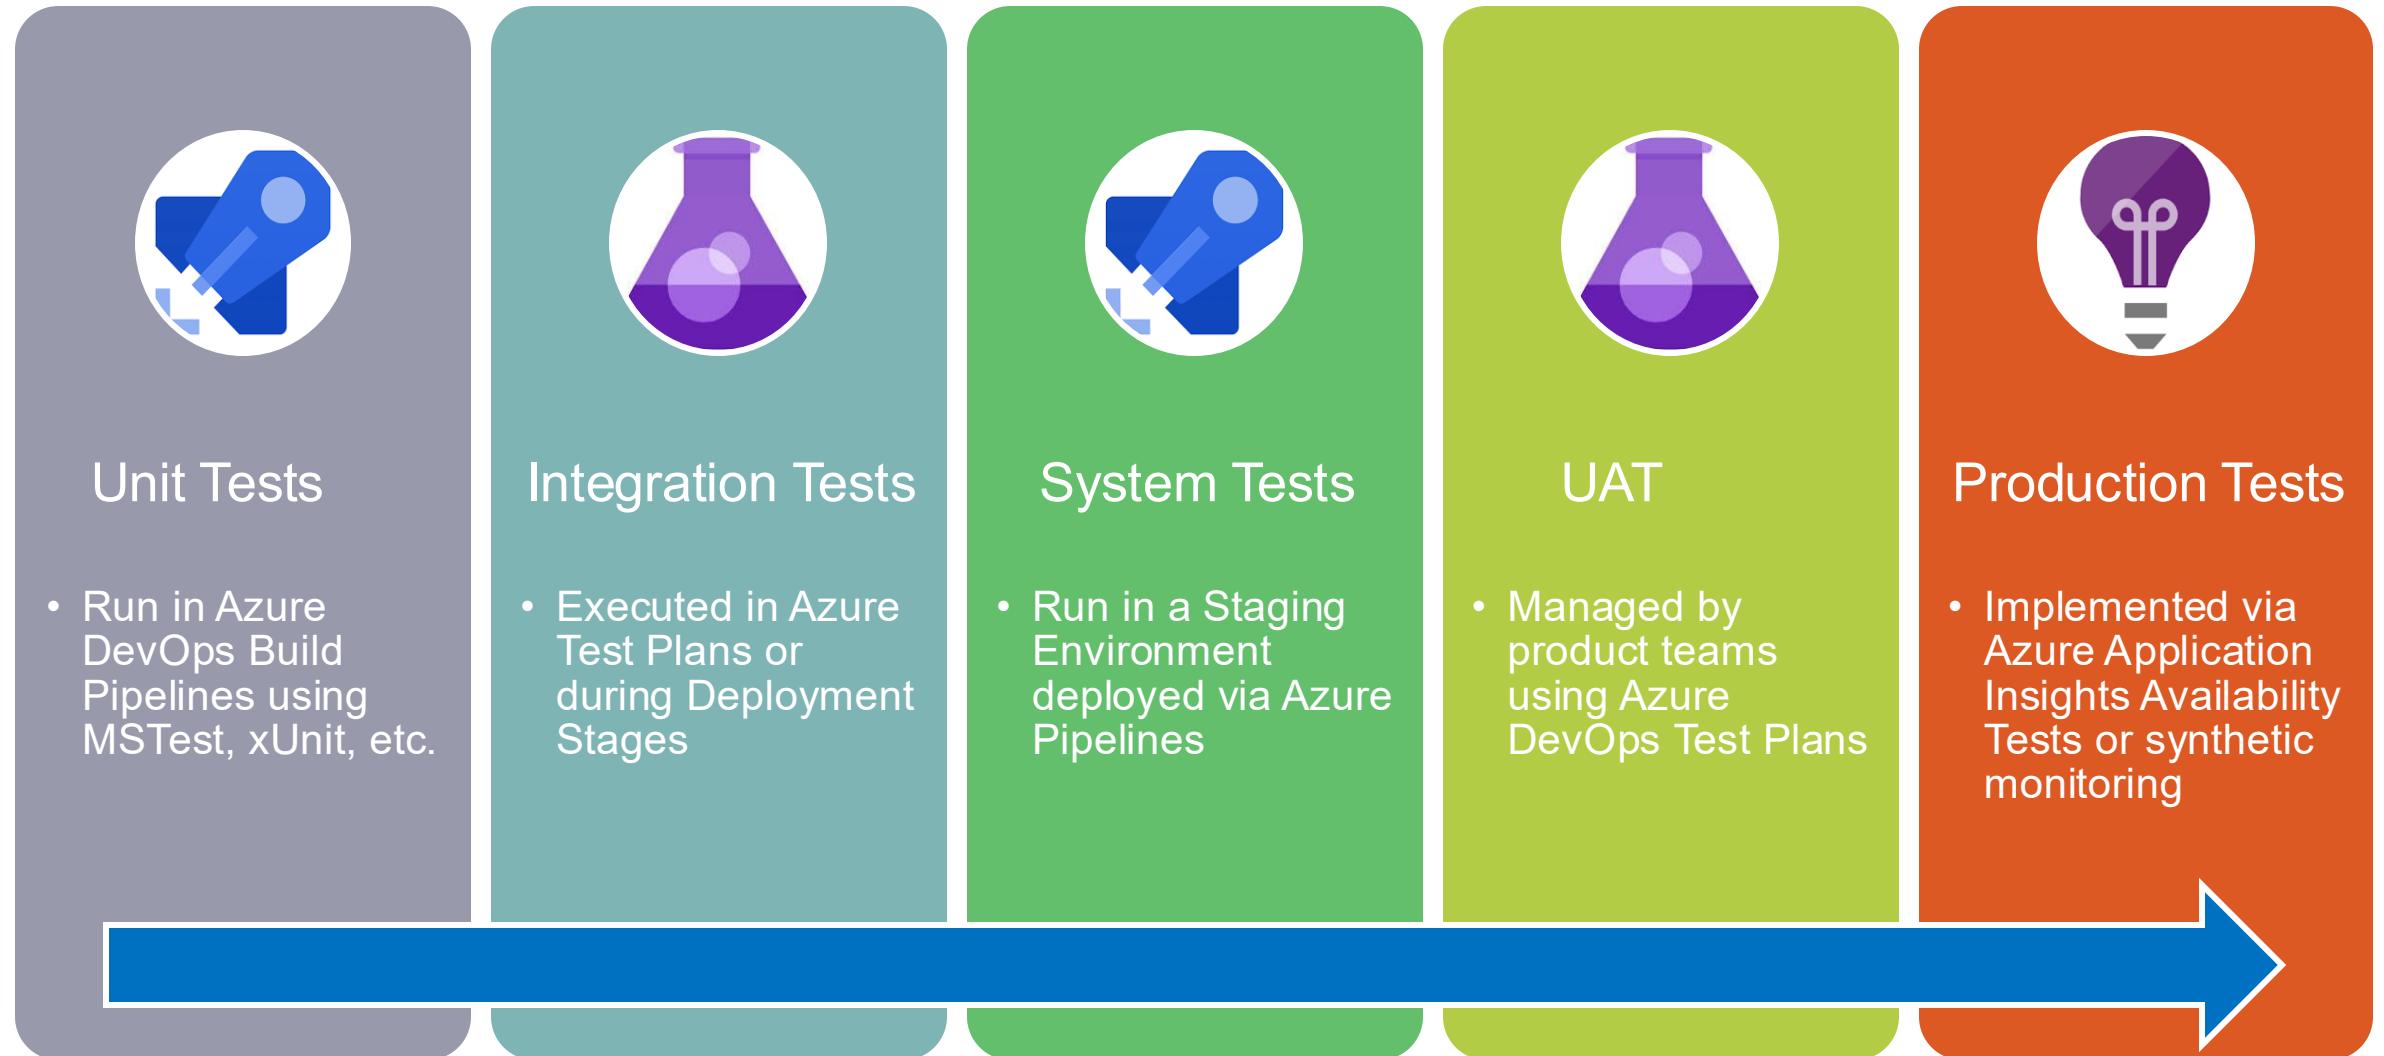 Unit Tests
• Run in Azure
DevOps Build
Pipelines using
MSTest, xUnit, etc.
Integration Tests
• Executed in Azure
Test Plans or
during Deployment
Stages
System Tests
• Run in a Staging
Environment
deployed via Azure
Pipelines
UAT
• Managed by
product teams
using Azure
DevOps Test Plans
Production Tests
• Implemented via
Azure Application
Insights Availability
Tests or synthetic
monitoring